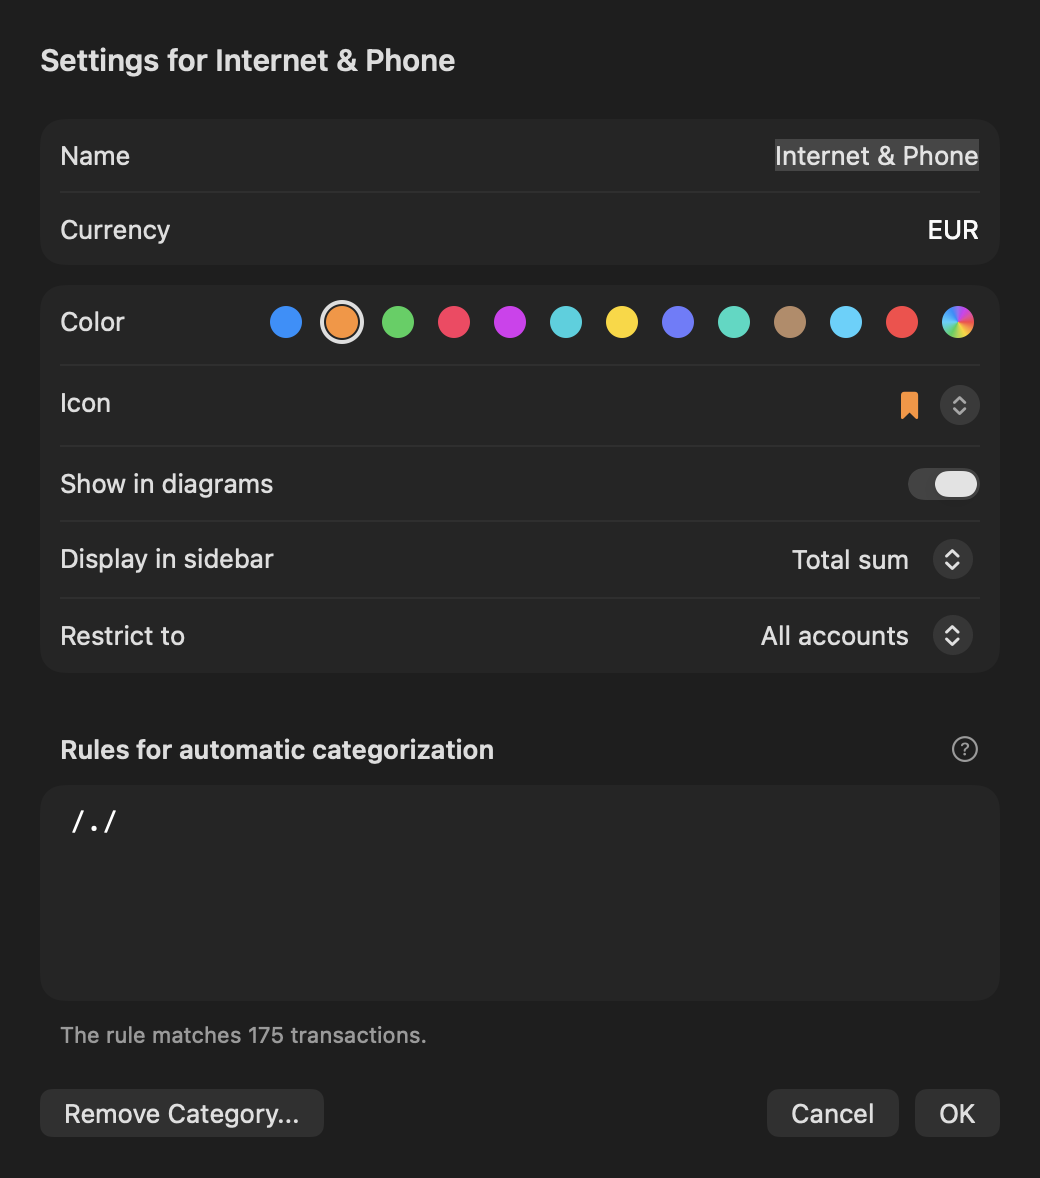 Settings for Internet & Phone
Name Internet & Phone
Currency EUR
Color
Icon
Show in diagrams
Display in sidebar Total sum
Restrict to All accounts
Rules for automatic categorization ?
/./
The rule matches 175 transactions.
Remove Category... Cancel OK